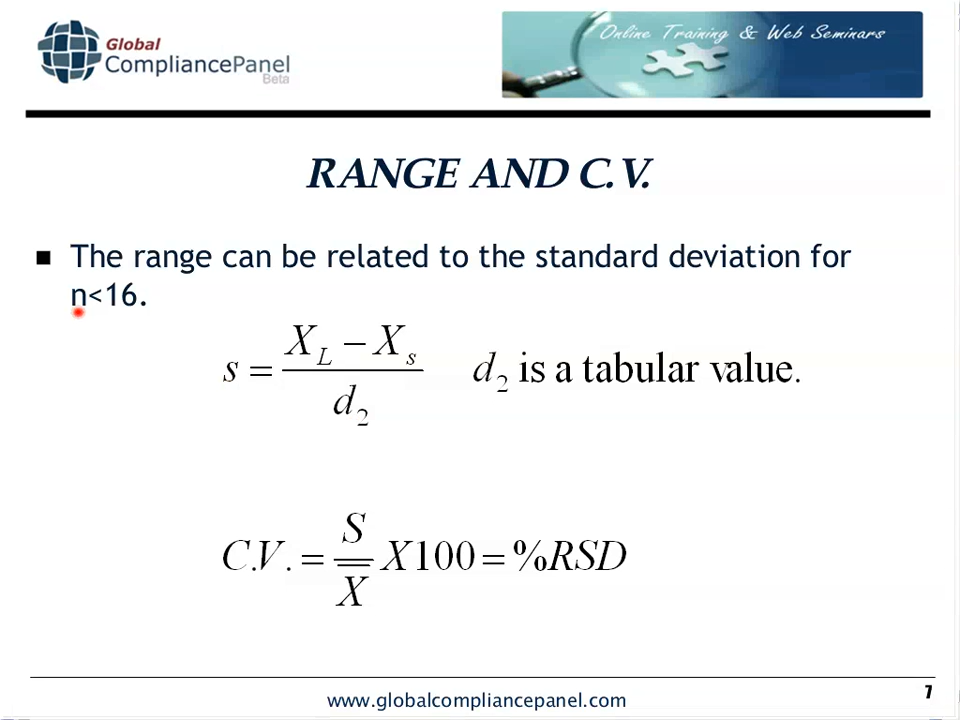 Global
CompliancePanel
Beta
Online Training & Web Seminars
RANGE AND C.V.
■ The range can be related to the standard deviation for
n<16.
s = (X_L − X_s) / d_2    d_2 is a tabular value.
C.V. = S / X̿ X100 = %RSD
www.globalcompliancepanel.com
7